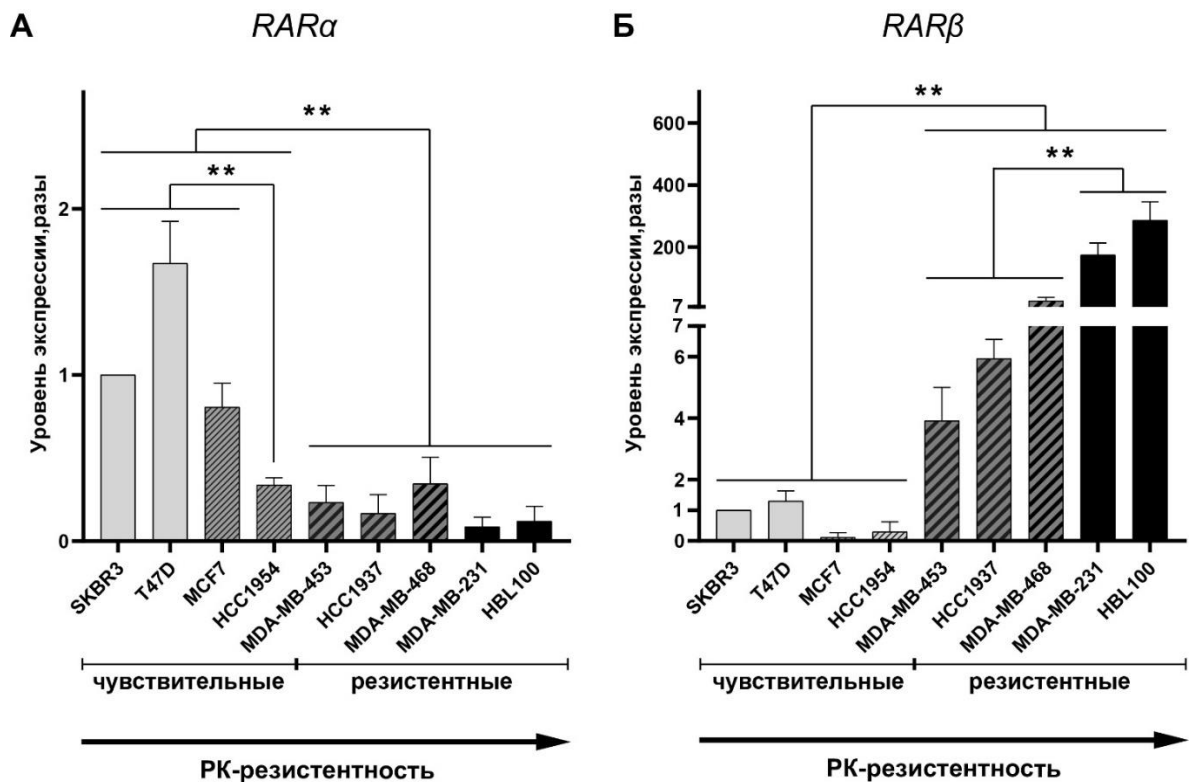 А
RARα
Уровень экспрессии,разы
2
1
0
**
**
SKBR3
T47D
MCF7
HCC1954
MDA-MB-453
HCC1937
MDA-MB-468
MDA-MB-231
HBL100
чувствительные
резистентные
РК-резистентность
Б
RARβ
Уровень экспрессии,разы
600
400
200
7
7
6
4
2
1
0
**
**
SKBR3
T47D
MCF7
HCC1954
MDA-MB-453
HCC1937
MDA-MB-468
MDA-MB-231
HBL100
чувствительные
резистентные
РК-резистентность